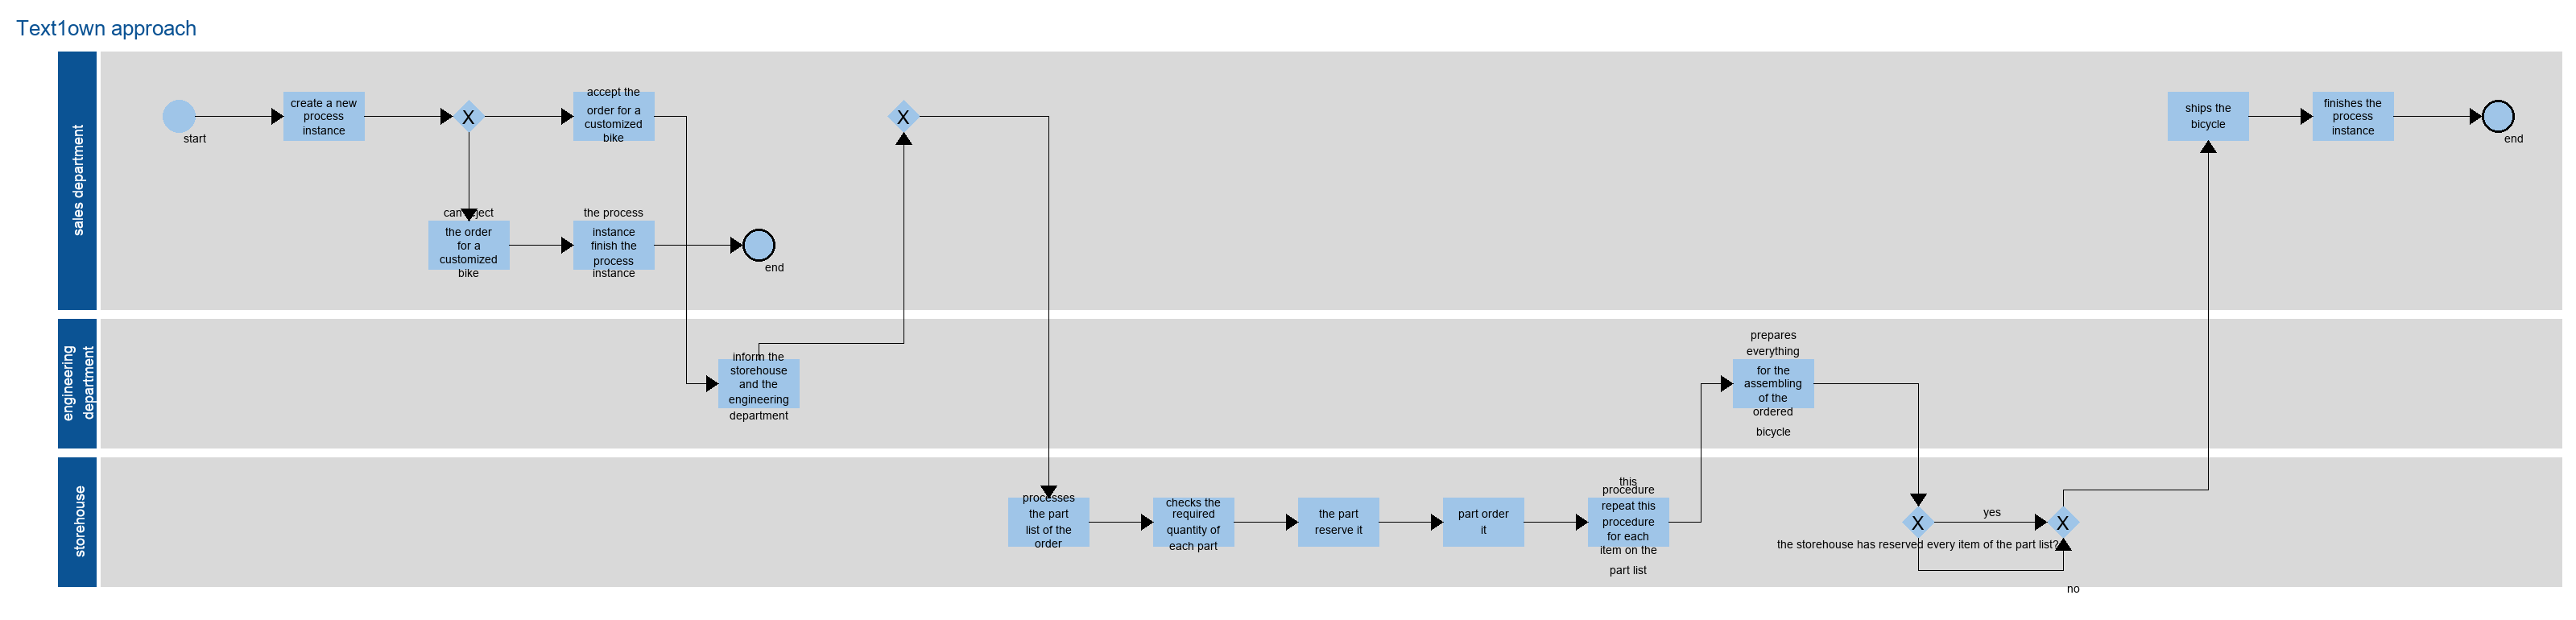 Text1own approach
sales department
start
create a new
process
instance
X
accept the
order for a
customized
bike
can reject
the order
for a
customized
bike
the process
instance
finish the
process
instance
end
X
ships the
bicycle
finishes the
process
instance
end
engineering
department
inform the
storehouse
and the
engineering
department
prepares
everything
for the
assembling
of the
ordered
bicycle
storehouse
processes
the part
list of the
order
checks the
required
quantity of
each part
the part
reserve it
part order
it
this
procedure
repeat this
procedure
for each
item on the
part list
X
yes
X
the storehouse has reserved every item of the part list?
no